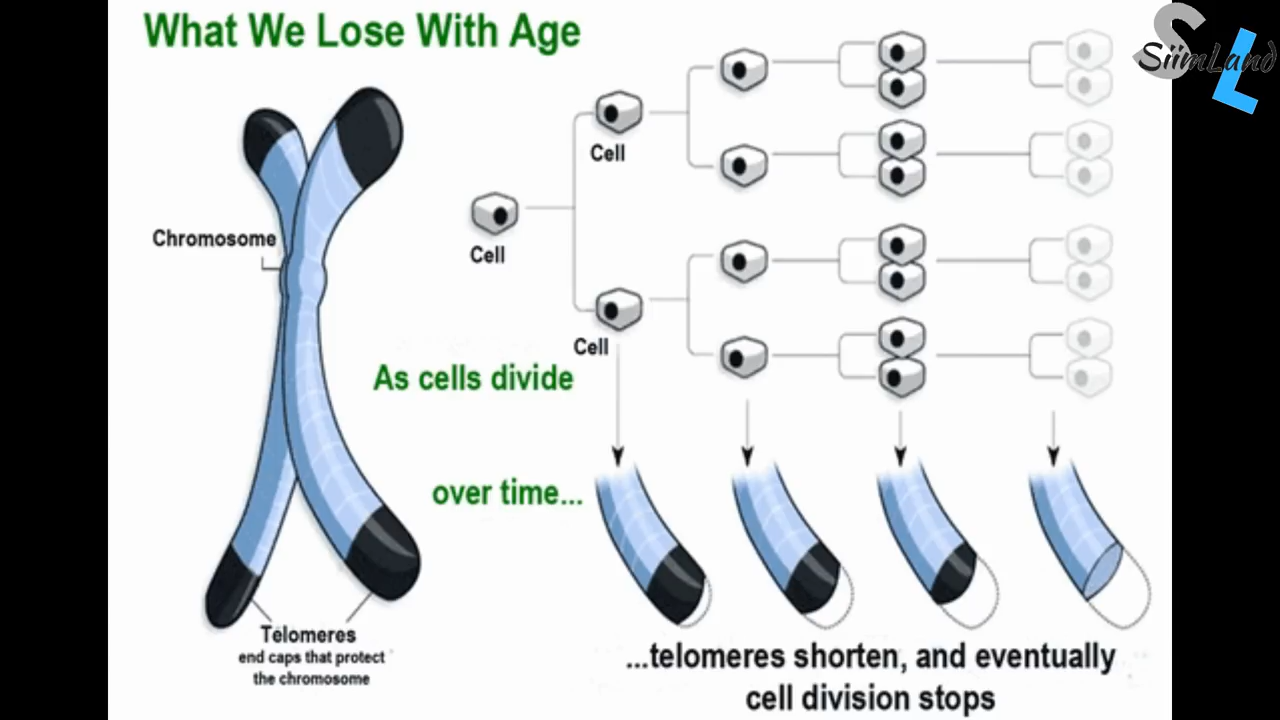 What We Lose With Age
SiimLand
Cell
Chromosome
Cell
Cell
As cells divide
over time...
Telomeres
end caps that protect
the chromosome
...telomeres shorten, and eventually
cell division stops